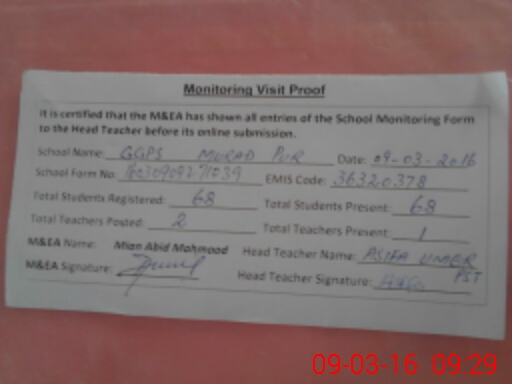 Monitoring Visit Proof
It is certified that the M&EA has shown all entries of the School Monitoring Form
to the Head Teacher before its online submission.
School Name: GGPS MURAD PUR Date: 09-03-2016
School Form No: EMIS Code: 36320378
Total Students Registered: 68 Total Students Present: 68
Total Teachers Posted: 2 Total Teachers Present: 1
M&EA Name: Mian Abid Mahmood Head Teacher Name: ASIFA UMAR PST
M&EA Signature: Head Teacher Signature:
09-03-16 09:29